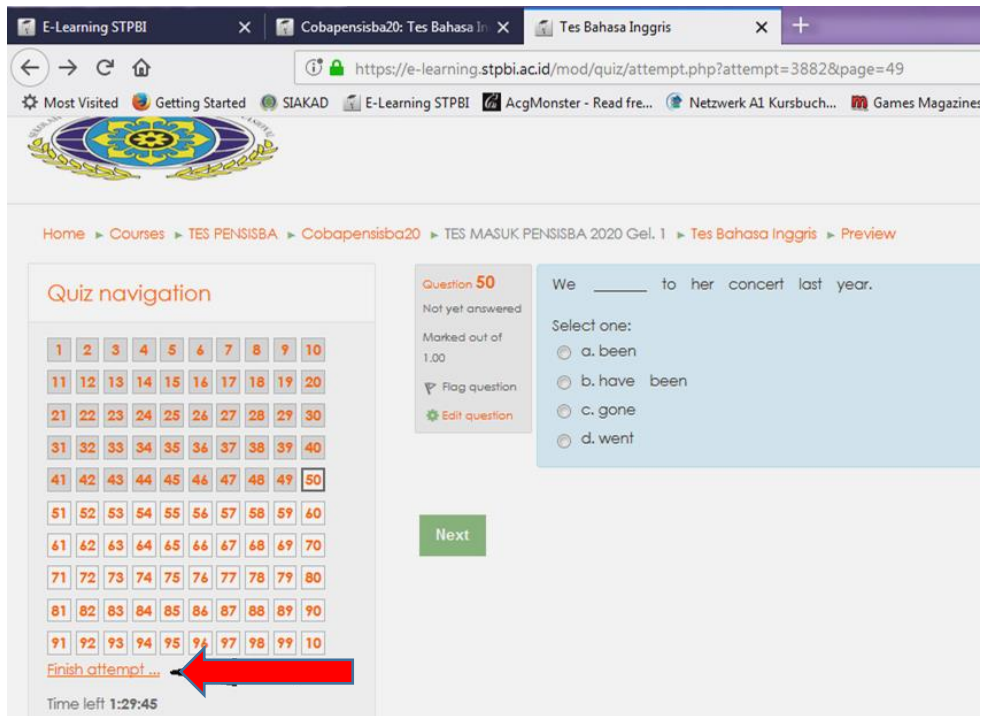 E-Learning STPBI
Cobapensisba20: Tes Bahasa In
Tes Bahasa Inggris
https://e-learning.stpbi.ac.id/mod/quiz/attempt.php?attempt=3882&page=49
Most Visited Getting Started SIAKAD E-Learning STPBI AcgMonster - Read fre... Netzwerk A1 Kursbuch... Games Magazines
Home ► Courses ► TES PENSISBA ► Cobapensisba20 ► TES MASUK PENSISBA 2020 Gel. 1 ► Tes Bahasa Inggris ► Preview
Quiz navigation
1 2 3 4 5 6 7 8 9 10
11 12 13 14 15 16 17 18 19 20
21 22 23 24 25 26 27 28 29 30
31 32 33 34 35 36 37 38 39 40
41 42 43 44 45 46 47 48 49 50
51 52 53 54 55 56 57 58 59 60
61 62 63 64 65 66 67 68 69 70
71 72 73 74 75 76 77 78 79 80
81 82 83 84 85 86 87 88 89 90
91 92 93 94 95 96 97 98 99 10
Finish attempt ...
Time left 1:29:45
Question 50
Not yet answered
Marked out of
1.00
Flag question
Edit question
We ______ to her concert last year.
Select one:
a. been
b. have been
c. gone
d. went
Next